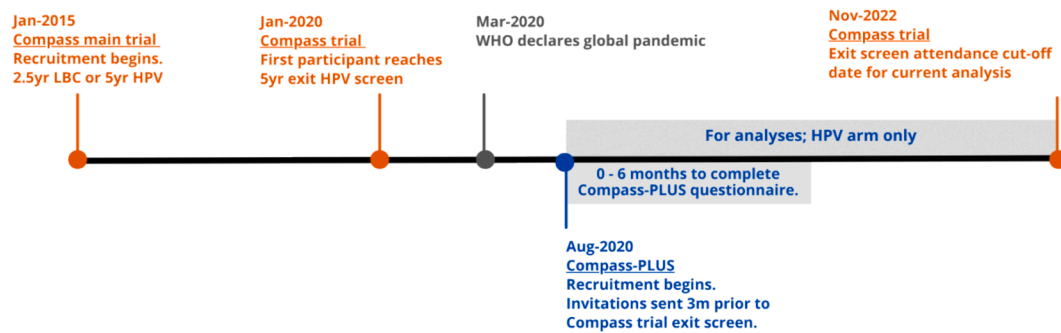 Jan-2015
Compass main trial
Recruitment begins.
2.5yr LBC or 5yr HPV
Jan-2020
Compass trial
First participant reaches
5yr exit HPV screen
Mar-2020
WHO declares global pandemic
Nov-2022
Compass trial
Exit screen attendance cut-off
date for current analysis
For analyses; HPV arm only
0 - 6 months to complete
Compass-PLUS questionnaire.
Aug-2020
Compass-PLUS
Recruitment begins.
Invitations sent 3m prior to
Compass trial exit screen.